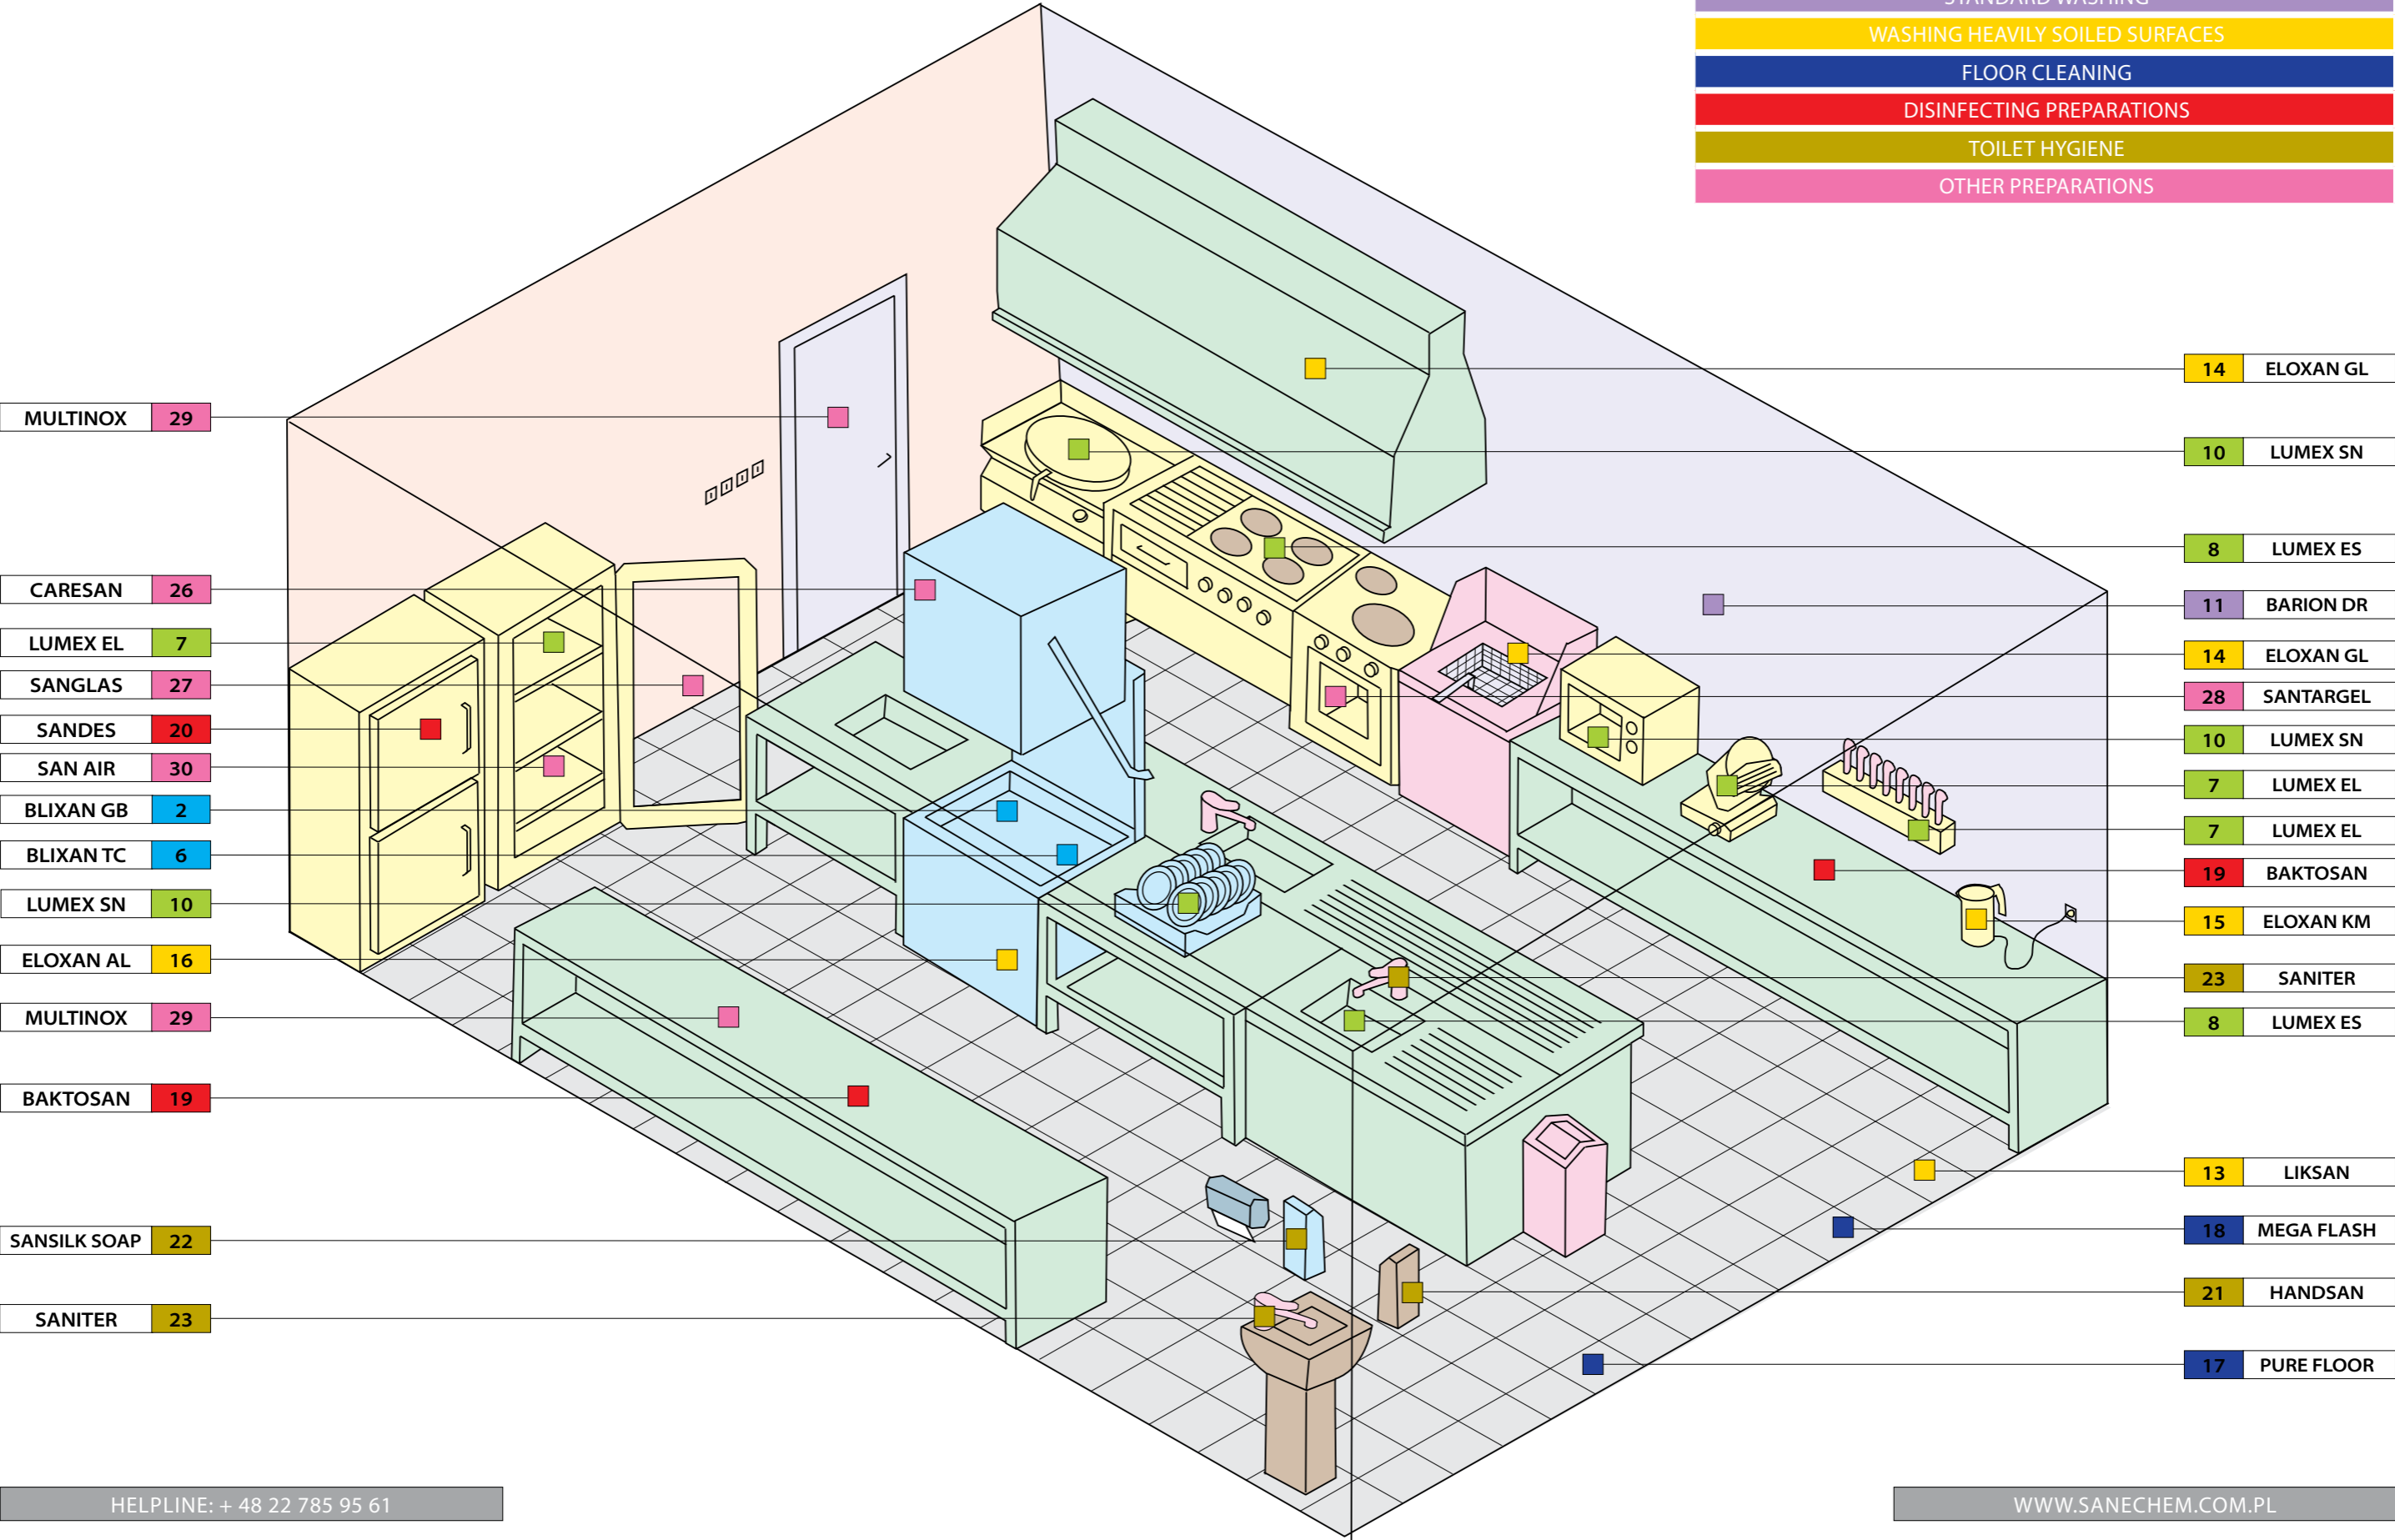 STANDARD WASHING
WASHING HEAVILY SOILED SURFACES
FLOOR CLEANING
DISINFECTING PREPARATIONS
TOILET HYGIENE
OTHER PREPARATIONS
MULTINOX 29
CARESAN 26
LUMEX EL 7
SANGLAS 27
SANDES 20
SAN AIR 30
BLIXAN GB 2
BLIXAN TC 6
LUMEX SN 10
ELOXAN AL 16
MULTINOX 29
BAKTOSAN 19
SANSILK SOAP 22
SANITER 23
14 ELOXAN GL
10 LUMEX SN
8 LUMEX ES
11 BARION DR
14 ELOXAN GL
28 SANTARGEL
10 LUMEX SN
7 LUMEX EL
7 LUMEX EL
19 BAKTOSAN
15 ELOXAN KM
23 SANITER
8 LUMEX ES
13 LIKSAN
18 MEGA FLASH
21 HANDSAN
17 PURE FLOOR
HELPLINE: + 48 22 785 95 61
WWW.SANECHEM.COM.PL